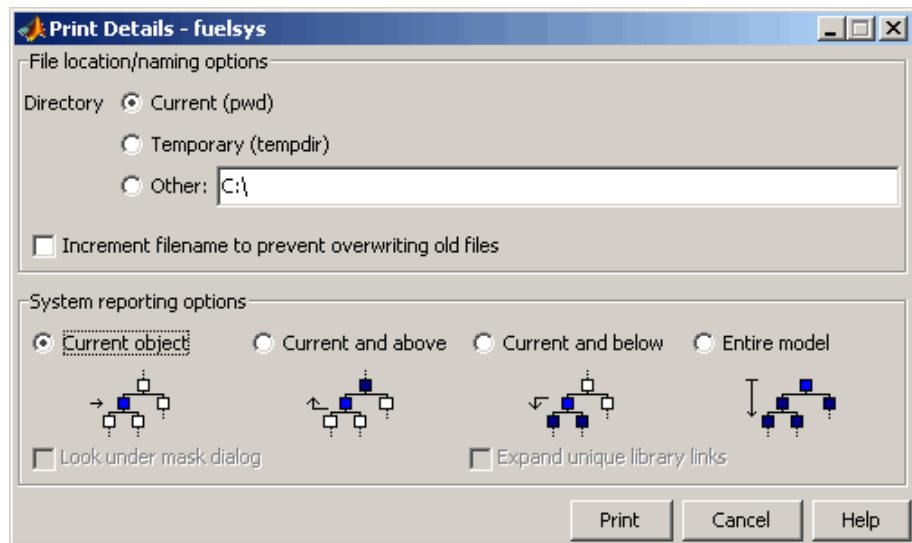 Print Details - fuelsys
File location/naming options
Directory Current (pwd)
Temporary (tempdir)
Other: C:\
Increment filename to prevent overwriting old files
System reporting options
Current object Current and above Current and below Entire model
Look under mask dialog Expand unique library links
Print Cancel Help